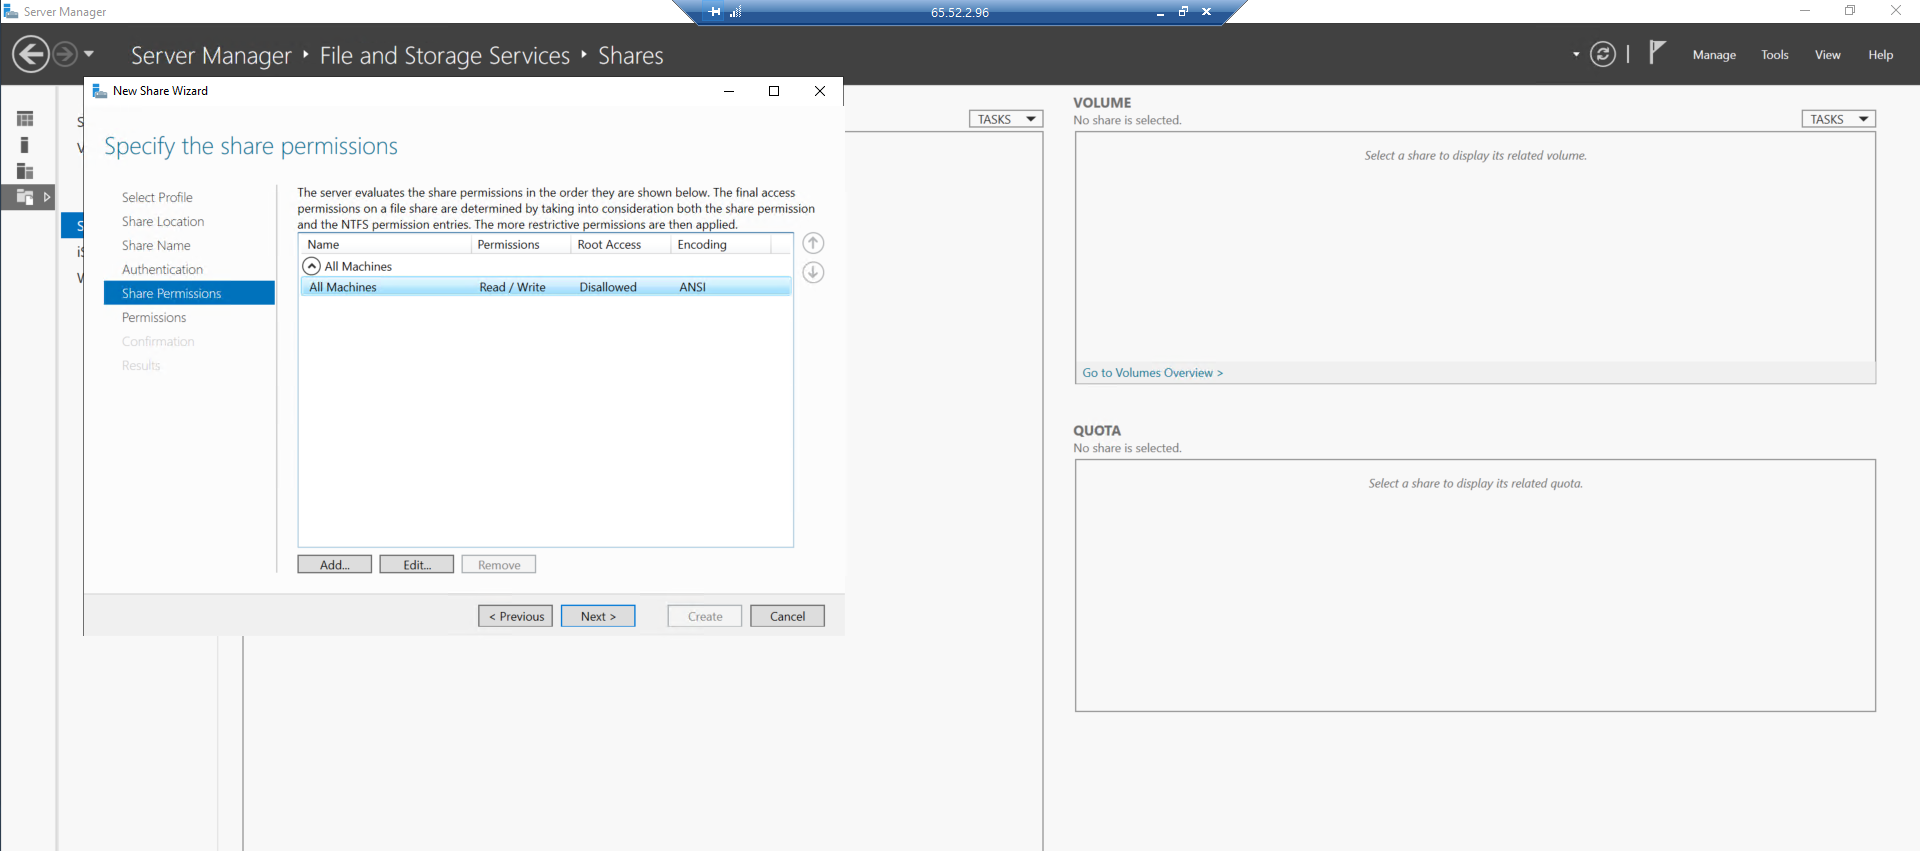 Server Manager
65.52.2.96
Server Manager ‣ File and Storage Services ‣ Shares
Manage Tools View Help
New Share Wizard
Specify the share permissions
Select Profile
Share Location
Share Name
Authentication
Share Permissions
Permissions
Confirmation
Results
The server evaluates the share permissions in the order they are shown below. The final access
permissions on a file share are determined by taking into consideration both the share permission
and the NTFS permission entries. The more restrictive permissions are then applied.
Name Permissions Root Access Encoding
All Machines
All Machines Read / Write Disallowed ANSI
Add... Edit... Remove
< Previous Next > Create Cancel
TASKS
VOLUME
No share is selected.
TASKS
Select a share to display its related volume.
Go to Volumes Overview >
QUOTA
No share is selected.
Select a share to display its related quota.